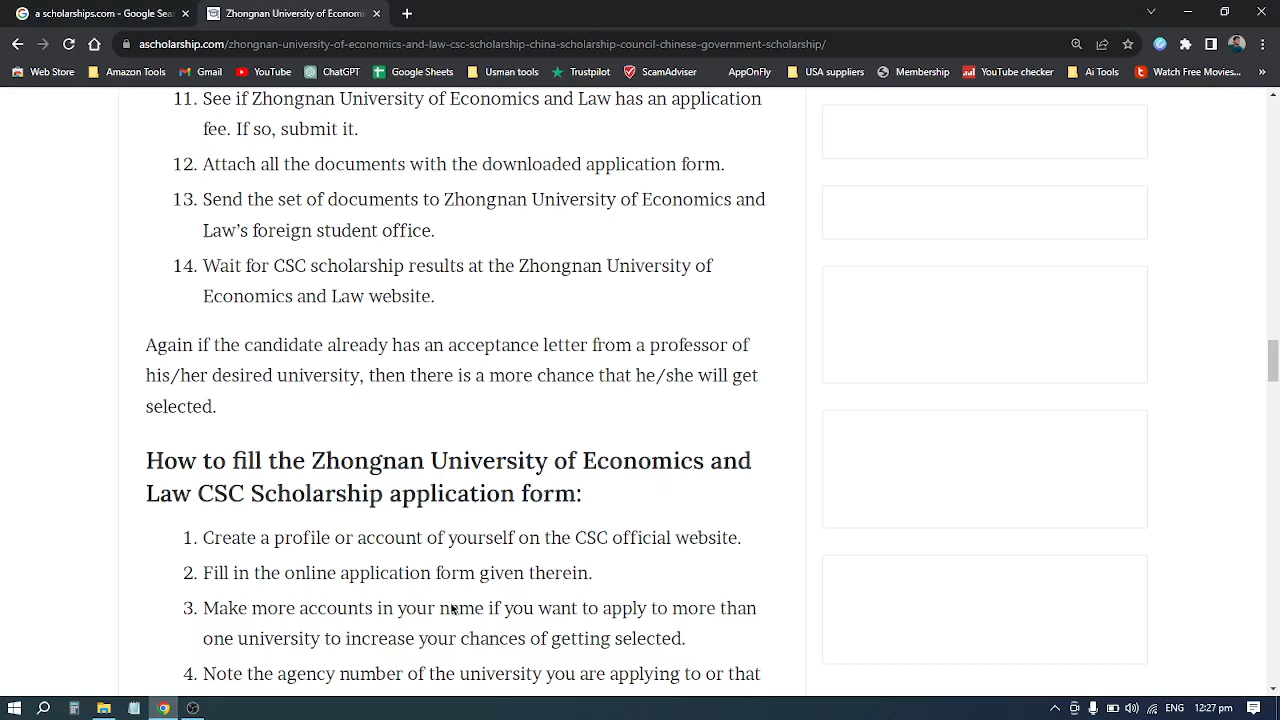 a scholarships.com - Google Sea
Zhongnan University of Economi
ascholarship.com/zhongnan-university-of-economics-and-law-csc-scholarship-china-scholarship-council-chinese-government-scholarship/
Web Store
Amazon Tools
Gmail
YouTube
ChatGPT
Google Sheets
Usman tools
Trustpilot
ScamAdviser
AppOnFly
USA suppliers
Membership
YouTube checker
Ai Tools
Watch Free Movies...
11. See if Zhongnan University of Economics and Law has an application
fee. If so, submit it.
12. Attach all the documents with the downloaded application form.
13. Send the set of documents to Zhongnan University of Economics and
Law's foreign student office.
14. Wait for CSC scholarship results at the Zhongnan University of
Economics and Law website.
Again if the candidate already has an acceptance letter from a professor of
his/her desired university, then there is a more chance that he/she will get
selected.
How to fill the Zhongnan University of Economics and
Law CSC Scholarship application form:
1. Create a profile or account of yourself on the CSC official website.
2. Fill in the online application form given therein.
3. Make more accounts in your name if you want to apply to more than
one university to increase your chances of getting selected.
4. Note the agency number of the university you are applying to or that
ENG
12:27 pm